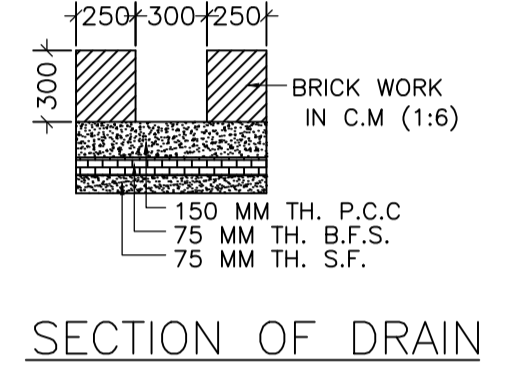 250 300 250
300
BRICK WORK
IN C.M (1:6)
150 MM TH. P.C.C
75 MM TH. B.F.S.
75 MM TH. S.F.
SECTION OF DRAIN